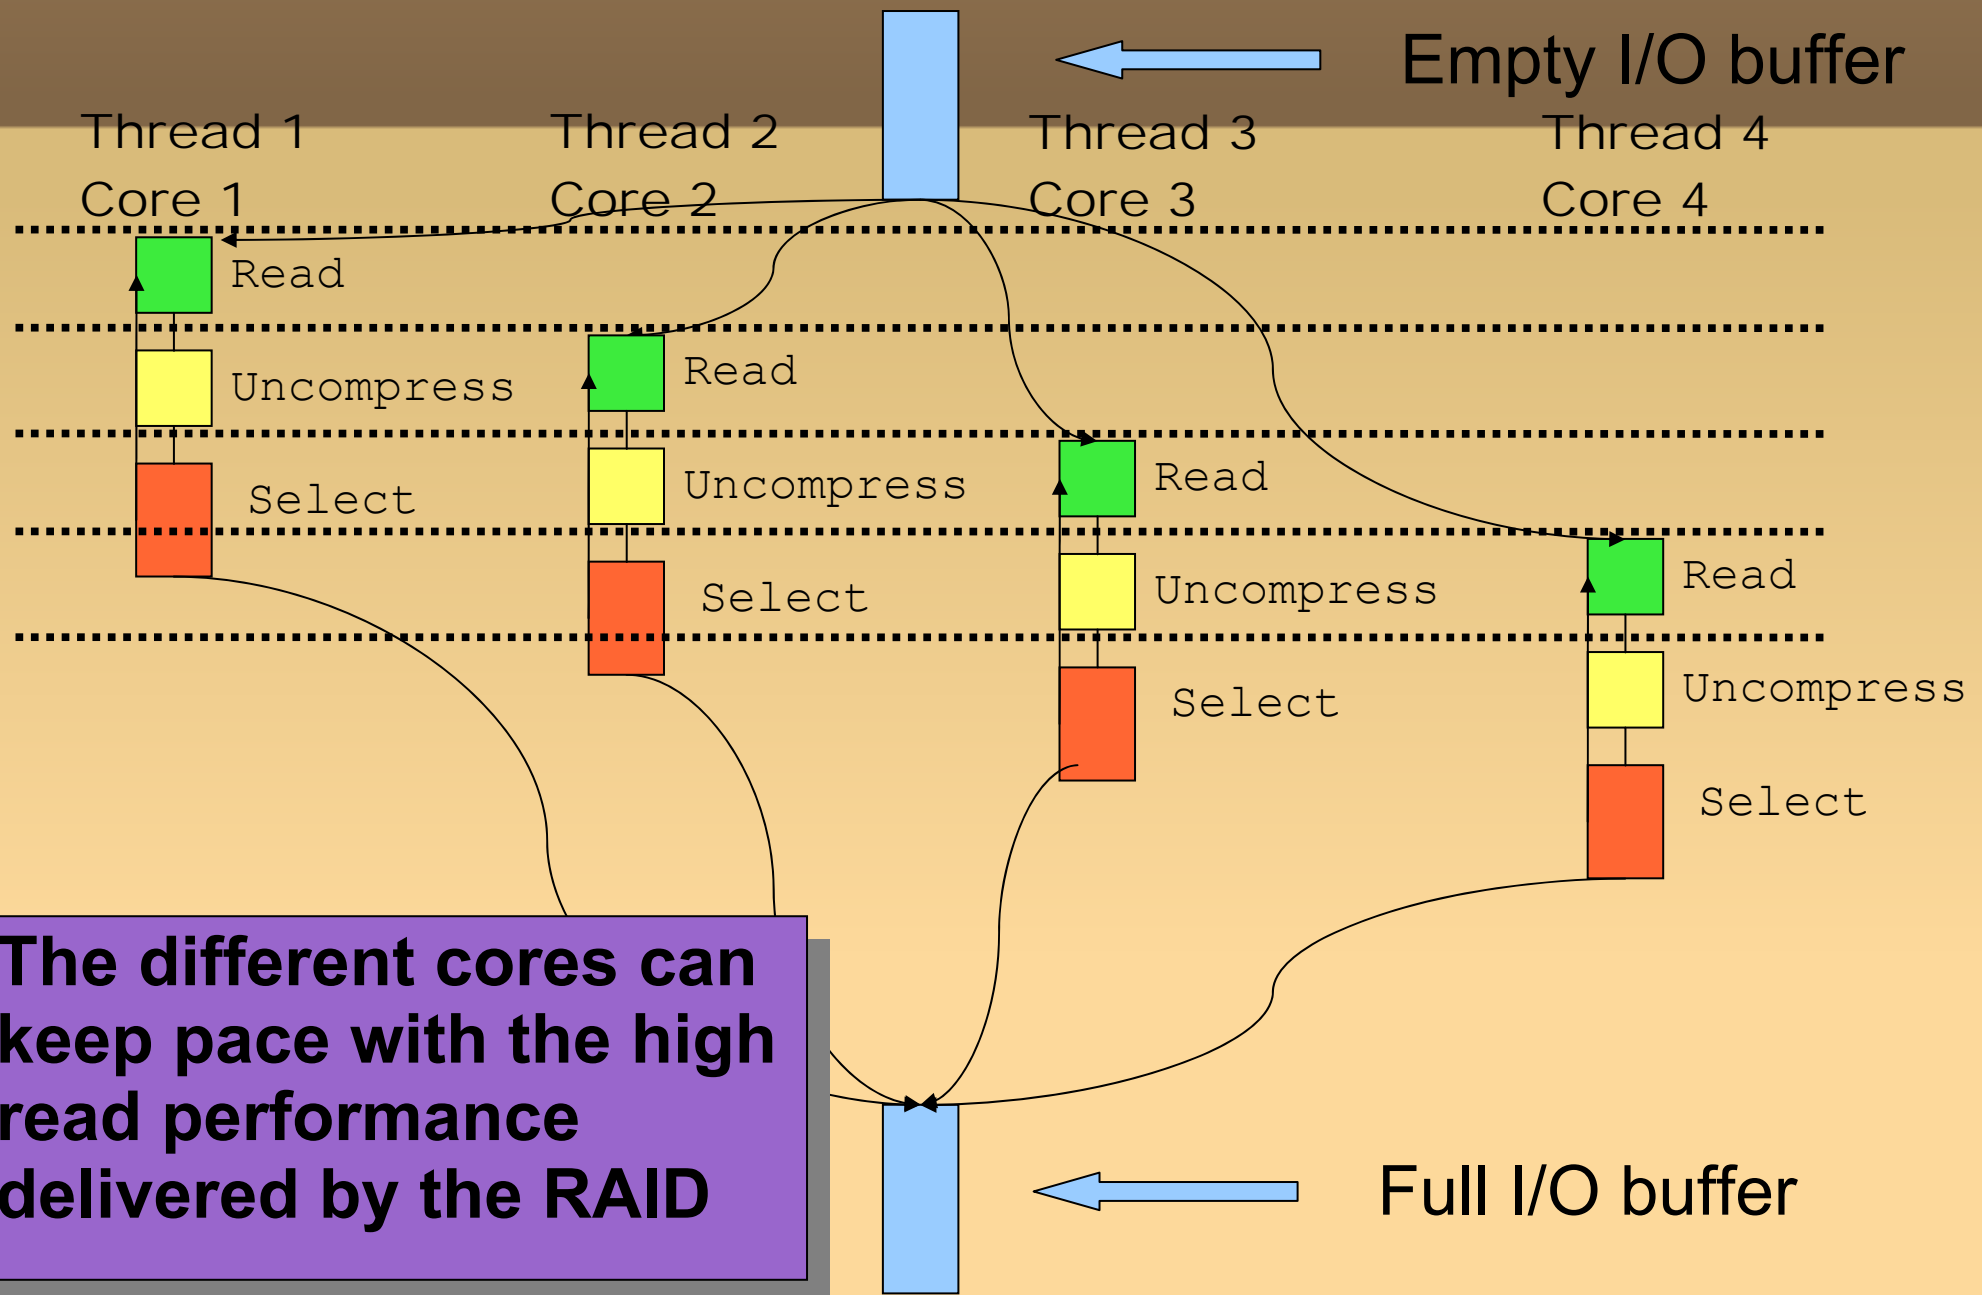 Empty I/O buffer
Thread 1
Core 1
Thread 2
Core 2
Thread 3
Core 3
Thread 4
Core 4
Read
Uncompress
Select
Read
Uncompress
Select
Read
Uncompress
Select
Read
Uncompress
Select
The different cores can
keep pace with the high
read performance
delivered by the RAID
Full I/O buffer